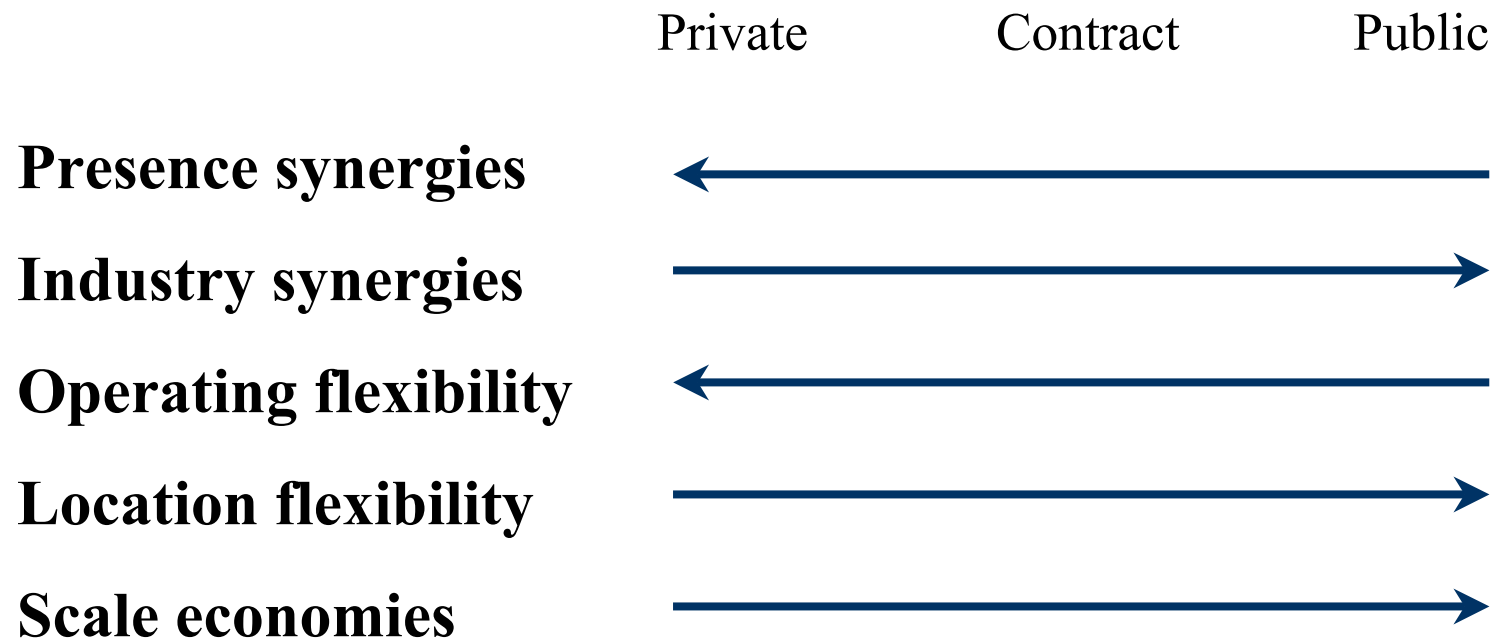 Private Contract Public
Presence synergies
Industry synergies
Operating flexibility
Location flexibility
Scale economies